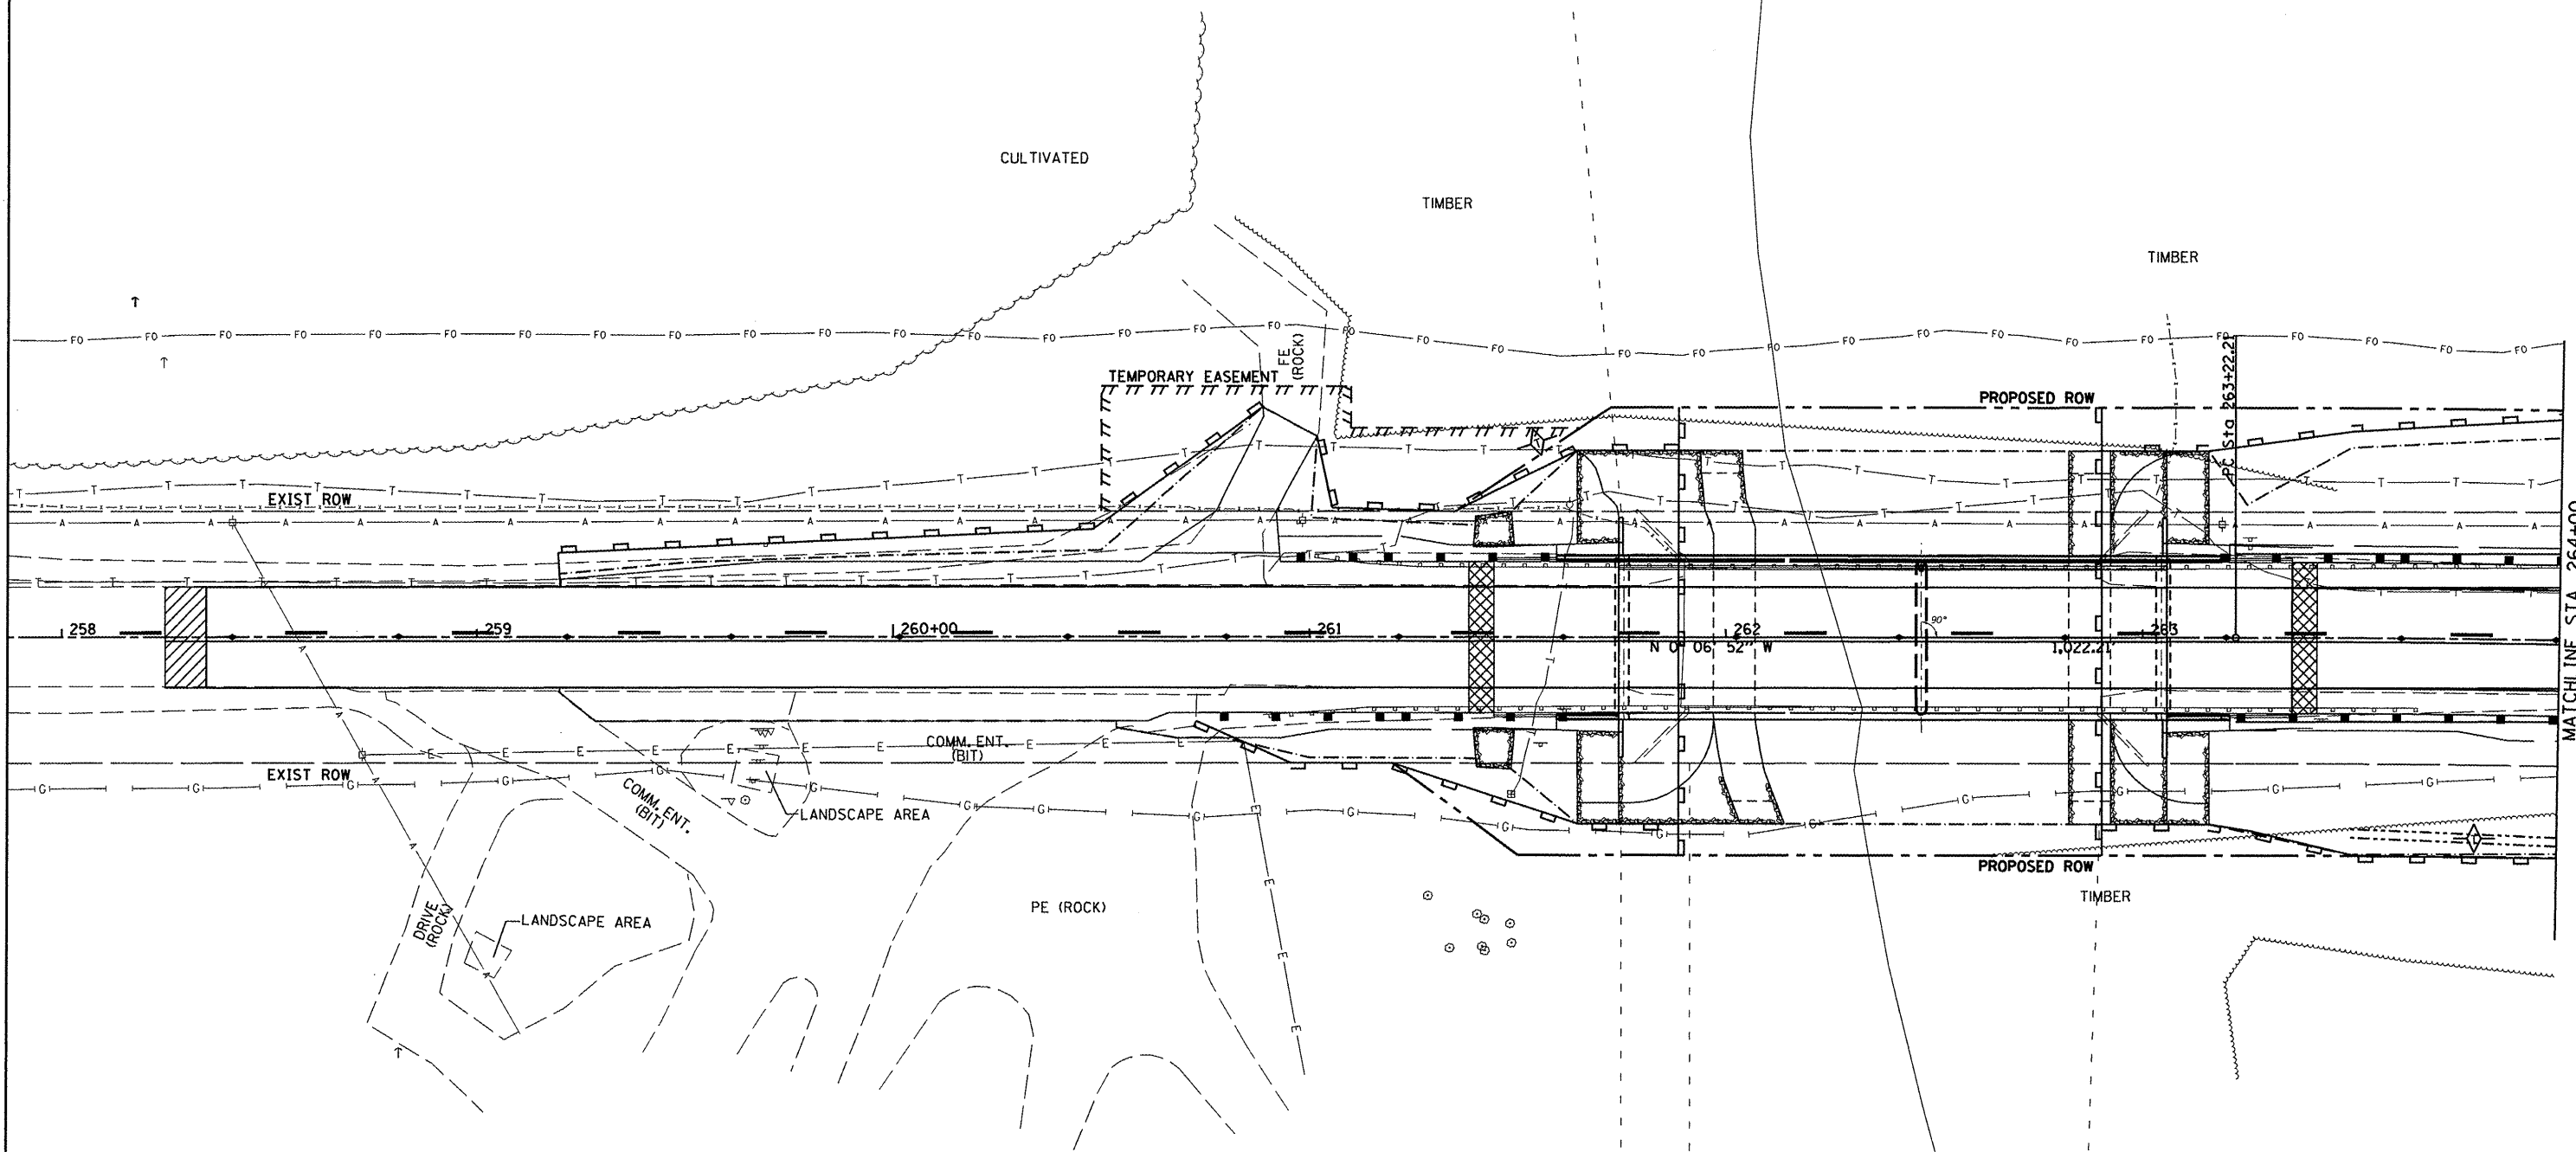 CULTIVATED
TIMBER
TIMBER
FE
(ROCK)
TEMPORARY EASEMENT
PROPOSED ROW
PC Sta 263+22.21
EXIST ROW
258
259
260+00
261
262
263
90°
N 0° 06' 52" W
1,022.21'
MATCHLINE STA. 264+00
COMM. ENT.
(BIT)
EXIST ROW
COMM. ENT.
(BIT)
LANDSCAPE AREA
PROPOSED ROW
TIMBER
DRIVE
(ROCK)
LANDSCAPE AREA
PE (ROCK)